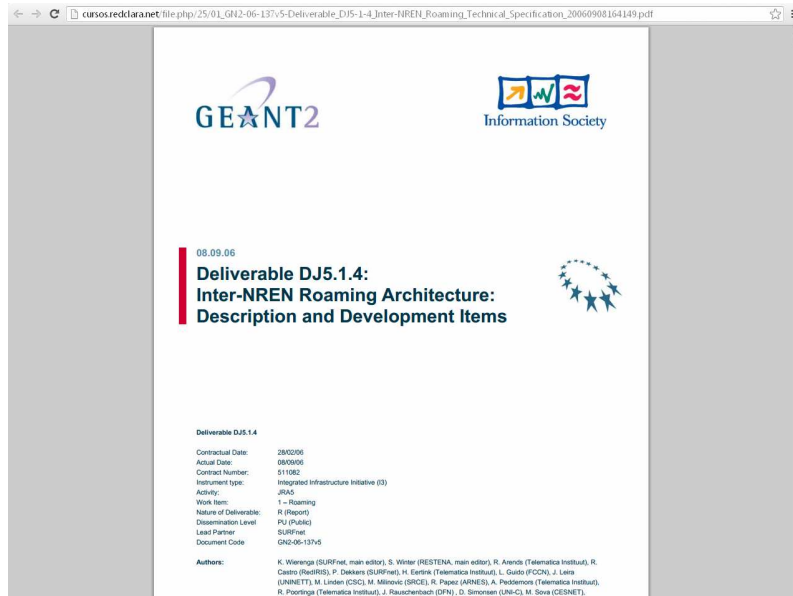 cursos.redclara.net/file.php/25/01_GN2-06-137v5-Deliverable_DJ5-1-4_Inter-NREN_Roaming_Technical_Specification_20060908164149.pdf
GEANT2
Information Society
08.09.06
Deliverable DJ5.1.4:
Inter-NREN Roaming Architecture:
Description and Development Items
Deliverable DJ5.1.4
Contractual Date: 28/02/06
Actual Date: 08/09/06
Contract Number: 511082
Instrument type: Integrated Infrastructure Initiative (I3)
Activity: JRA5
Work Item: 1 – Roaming
Nature of Deliverable: R (Report)
Dissemination Level PU (Public)
Lead Partner SURFnet
Document Code GN2-06-137v5
Authors: K. Wierenga (SURFnet, main editor), S. Winter (RESTENA, main editor), R. Arends (Telematica Instituut), R.
Castro (RedIRIS), P. Dekkers (SURFnet), H. Eertink (Telematica Instituut), L. Guido (FCCN), J. Leira
(UNINETT), M. Linden (CSC), M. Milinovic (SRCE), R. Papez (ARNES), A. Peddemors (Telematica Instituut),
R. Poortinga (Telematica Instituut), J. Rauschenbach (DFN) , D. Simonsen (UNI-C), M. Sova (CESNET),